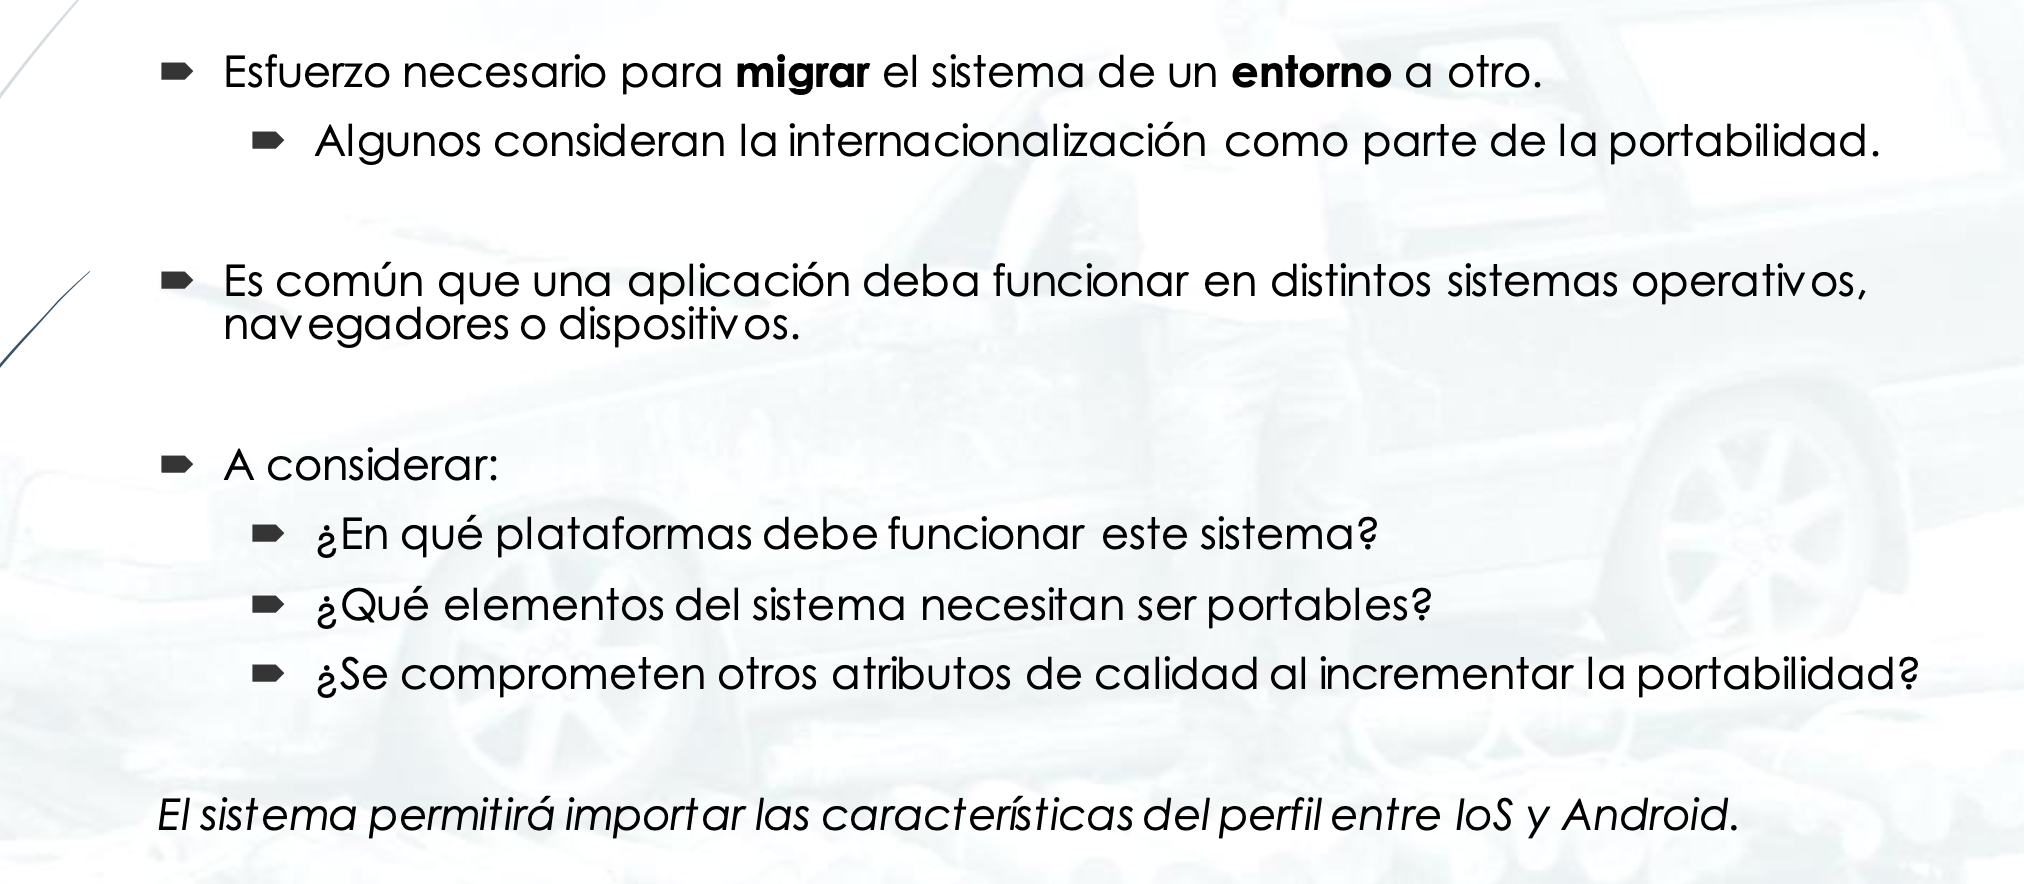 Esfuerzo necesario para migrar el sistema de un entorno a otro.
Algunos consideran la internacionalización como parte de la portabilidad.
Es común que una aplicación deba funcionar en distintos sistemas operativos,
navegadores o dispositivos.
A considerar:
¿En qué plataformas debe funcionar este sistema?
¿Qué elementos del sistema necesitan ser portables?
¿Se comprometen otros atributos de calidad al incrementar la portabilidad?
El sistema permitirá importar las características del perfil entre IoS y Android.